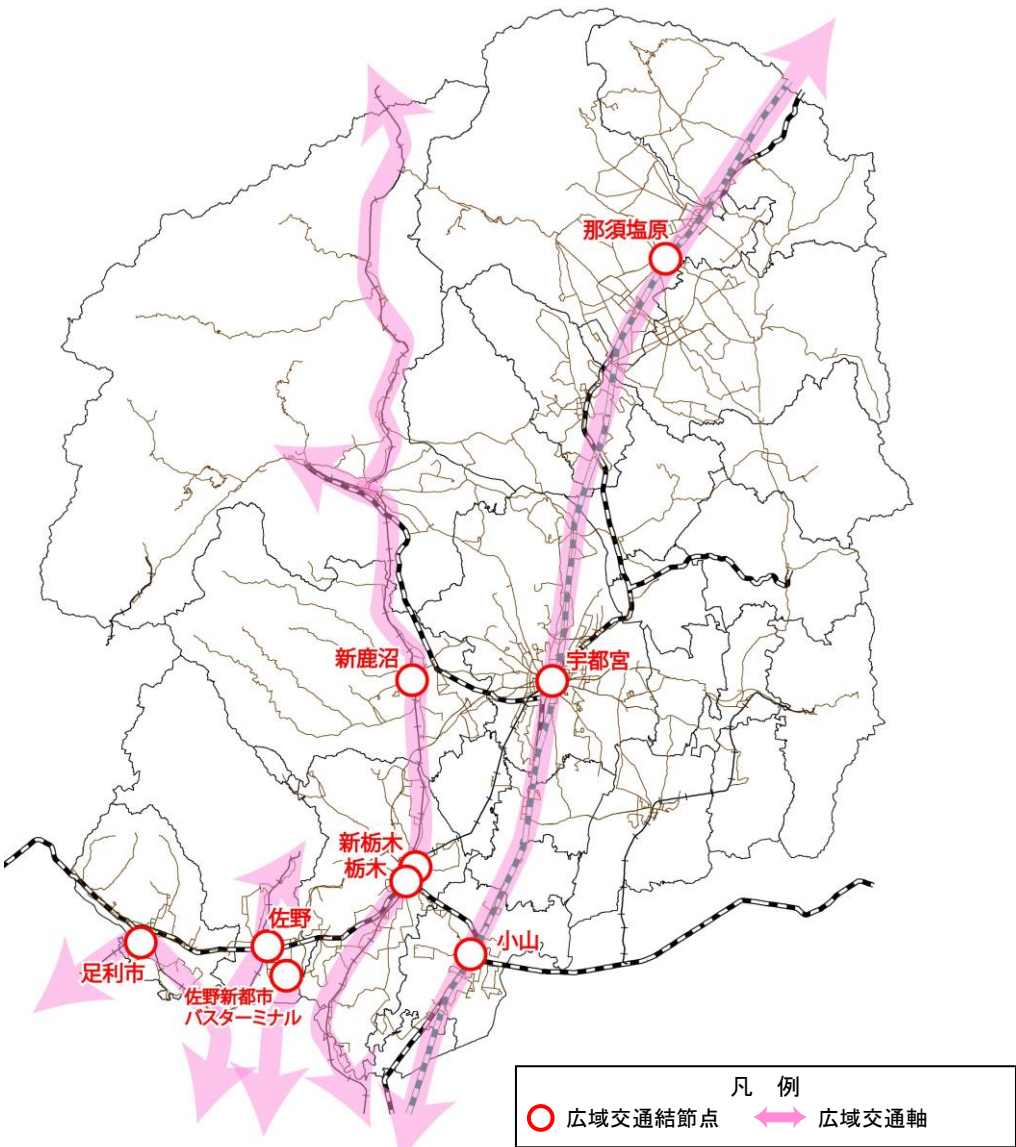 那須塩原
新鹿沼
宇都宮
新栃木
栃木
佐野
小山
足利市
佐野新都市
バスターミナル
凡 例
広域交通結節点
広域交通軸